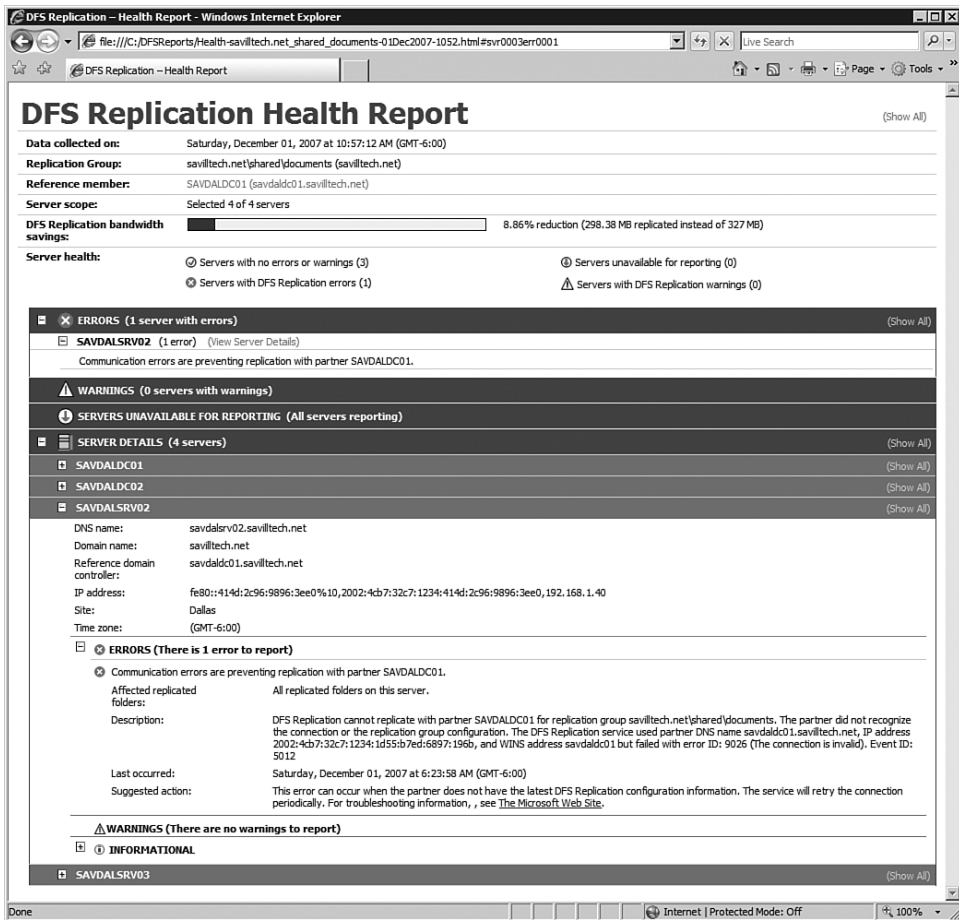 DFS Replication – Health Report - Windows Internet Explorer
file:///C:/DFSReports/Health-savilltech.net_shared_documents-01Dec2007-1052.html#svr0003err0001
Live Search
DFS Replication – Health Report
Page
Tools
DFS Replication Health Report
(Show All)
Data collected on: Saturday, December 01, 2007 at 10:57:12 AM (GMT-6:00)
Replication Group: savilltech.net\shared\documents (savilltech.net)
Reference member: SAVDALDC01 (savdaldc01.savilltech.net)
Server scope: Selected 4 of 4 servers
DFS Replication bandwidth savings: 8.86% reduction (298.38 MB replicated instead of 327 MB)
Server health:
Servers with no errors or warnings (3) Servers unavailable for reporting (0)
Servers with DFS Replication errors (1) Servers with DFS Replication warnings (0)
ERRORS (1 server with errors) (Show All)
SAVDALSRV02 (1 error) (View Server Details)
Communication errors are preventing replication with partner SAVDALDC01.
WARNINGS (0 servers with warnings)
SERVERS UNAVAILABLE FOR REPORTING (All servers reporting)
SERVER DETAILS (4 servers) (Show All)
SAVDALDC01 (Show All)
SAVDALDC02 (Show All)
SAVDALSRV02 (Show All)
DNS name: savdalsrv02.savilltech.net
Domain name: savilltech.net
Reference domain controller: savdaldc01.savilltech.net
IP address: fe80::414d:2c96:9896:3ee0%10,2002:4cb7:32c7:1234:414d:2c96:9896:3ee0,192.168.1.40
Site: Dallas
Time zone: (GMT-6:00)
ERRORS (There is 1 error to report)
Communication errors are preventing replication with partner SAVDALDC01.
Affected replicated folders: All replicated folders on this server.
Description: DFS Replication cannot replicate with partner SAVDALDC01 for replication group savilltech.net\shared\documents. The partner did not recognize
the connection or the replication group configuration. The DFS Replication service used partner DNS name savdaldc01.savilltech.net, IP address
2002:4cb7:32c7:1234:1d55:b7ed:6897:196b, and WINS address savdaldc01 but failed with error ID: 9026 (The connection is invalid). Event ID:
5012
Last occurred: Saturday, December 01, 2007 at 6:23:58 AM (GMT-6:00)
Suggested action: This error can occur when the partner does not have the latest DFS Replication configuration information. The service will retry the connection
periodically. For troubleshooting information, , see The Microsoft Web Site.
WARNINGS (There are no warnings to report)
INFORMATIONAL
SAVDALSRV03 (Show All)
Done
Internet | Protected Mode: Off
100%